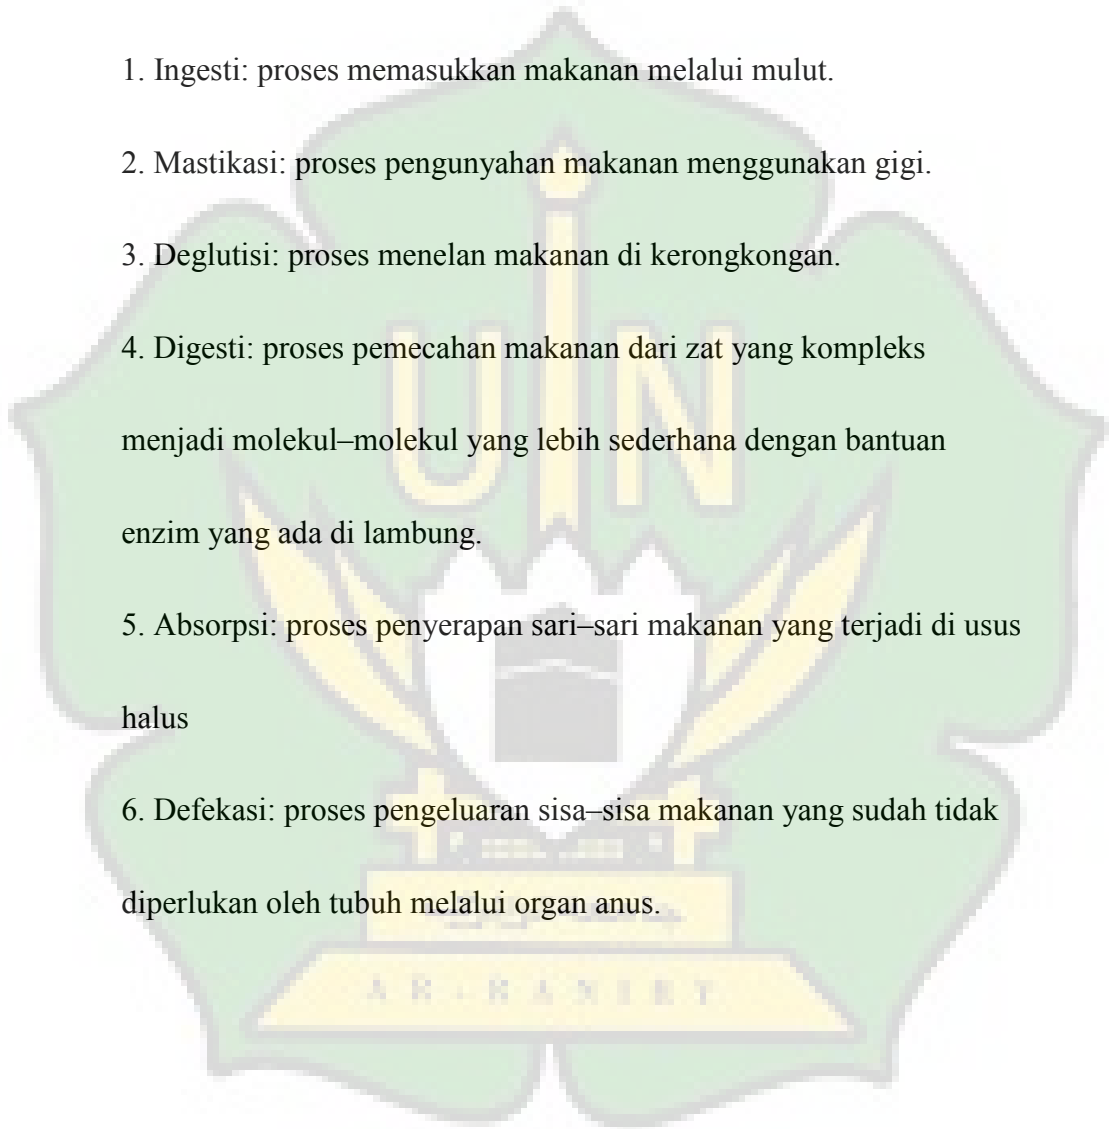 1. Ingesti: proses memasukkan makanan melalui mulut.
2. Mastikasi: proses pengunyahan makanan menggunakan gigi.
3. Deglutisi: proses menelan makanan di kerongkongan.
4. Digesti: proses pemecahan makanan dari zat yang kompleks
menjadi molekul–molekul yang lebih sederhana dengan bantuan
enzim yang ada di lambung.
5. Absorpsi: proses penyerapan sari–sari makanan yang terjadi di usus
halus
6. Defekasi: proses pengeluaran sisa–sisa makanan yang sudah tidak
diperlukan oleh tubuh melalui organ anus.
UIN
AR-RANIRY